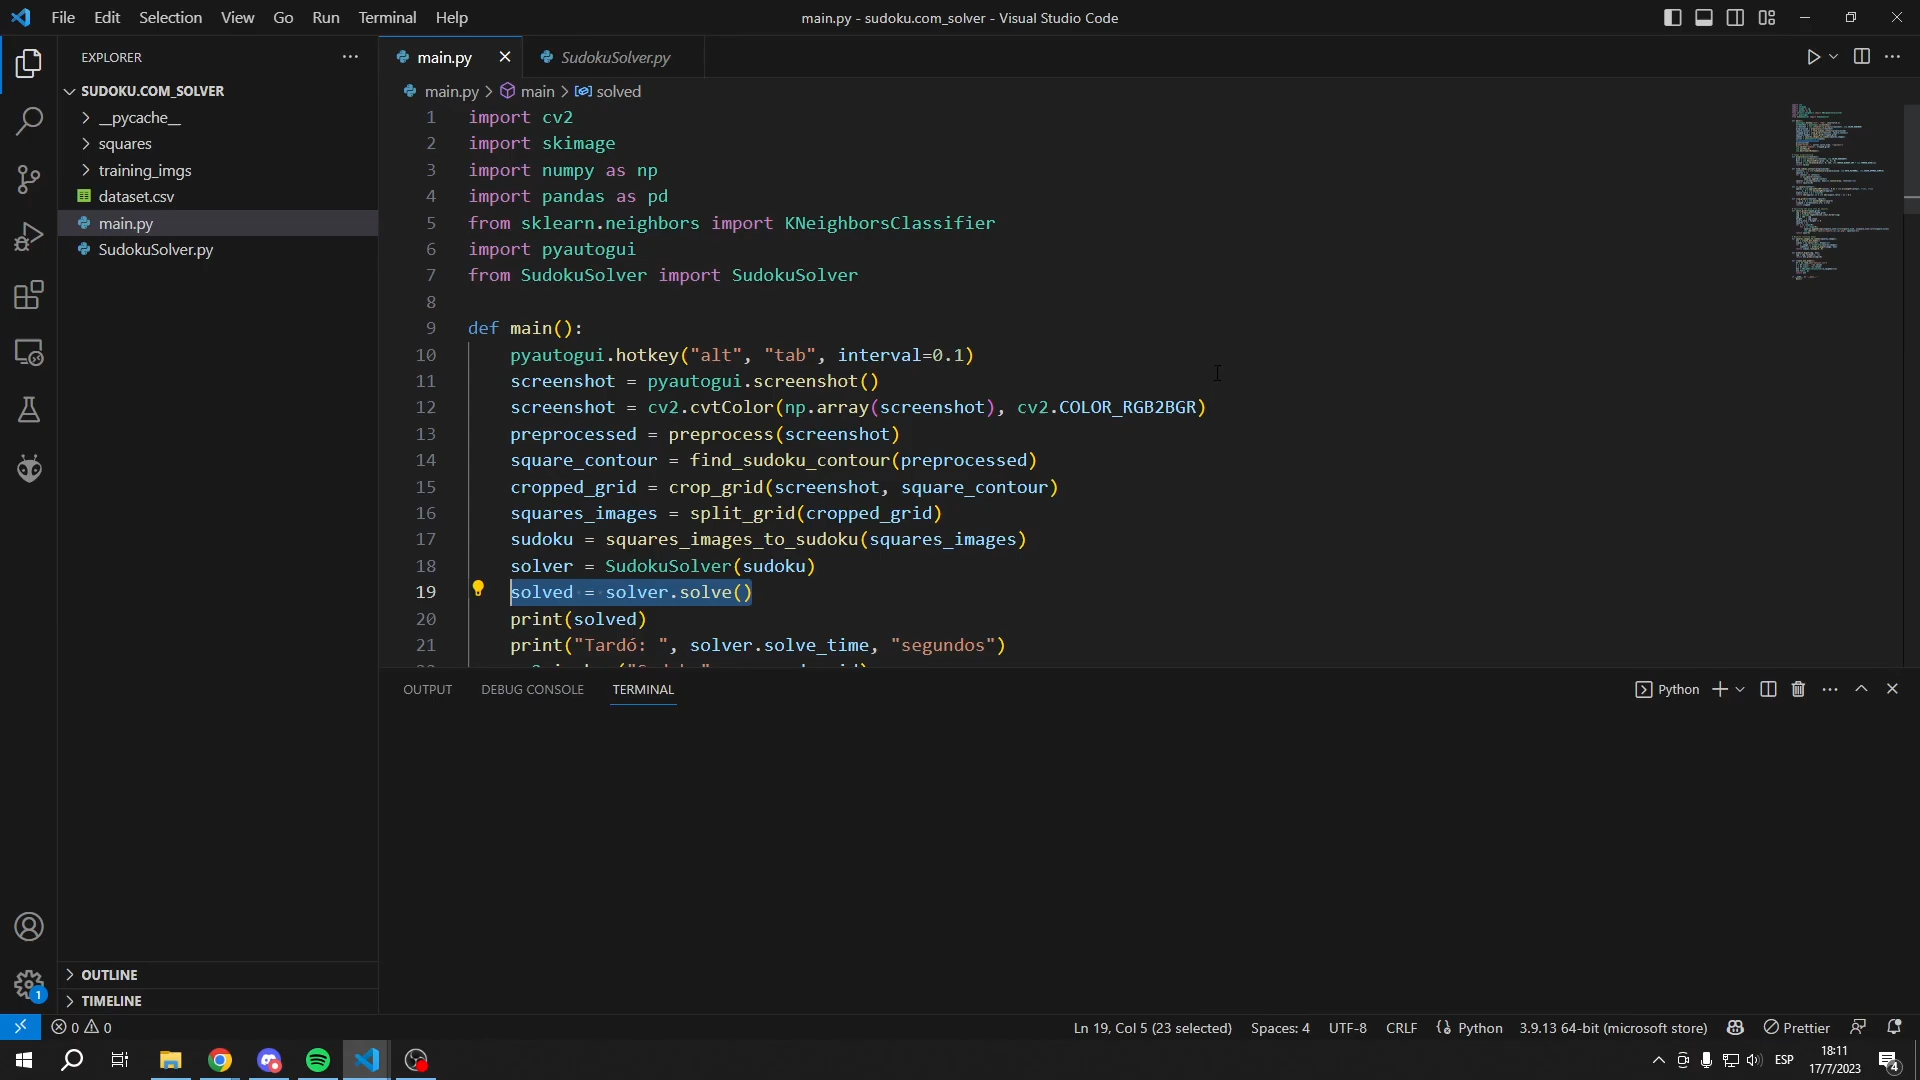 File Edit Selection View Go Run Terminal Help
main.py - sudoku.com_solver - Visual Studio Code
EXPLORER
SUDOKU.COM_SOLVER
__pycache__
squares
training_imgs
dataset.csv
main.py
SudokuSolver.py
OUTLINE
TIMELINE
main.py SudokuSolver.py
main.py > main > solved
1 import cv2
2 import skimage
3 import numpy as np
4 import pandas as pd
5 from sklearn.neighbors import KNeighborsClassifier
6 import pyautogui
7 from SudokuSolver import SudokuSolver
8
9 def main():
10 pyautogui.hotkey("alt", "tab", interval=0.1)
11 screenshot = pyautogui.screenshot()
12 screenshot = cv2.cvtColor(np.array(screenshot), cv2.COLOR_RGB2BGR)
13 preprocessed = preprocess(screenshot)
14 square_contour = find_sudoku_contour(preprocessed)
15 cropped_grid = crop_grid(screenshot, square_contour)
16 squares_images = split_grid(cropped_grid)
17 sudoku = squares_images_to_sudoku(squares_images)
18 solver = SudokuSolver(sudoku)
19 solved = solver.solve()
20 print(solved)
21 print("Tardó: ", solver.solve_time, "segundos")
OUTPUT DEBUG CONSOLE TERMINAL
Python
1
0 0
Ln 19, Col 5 (23 selected) Spaces: 4 UTF-8 CRLF Python 3.9.13 64-bit (microsoft store) Prettier
ESP
18:11
17/7/2023
4